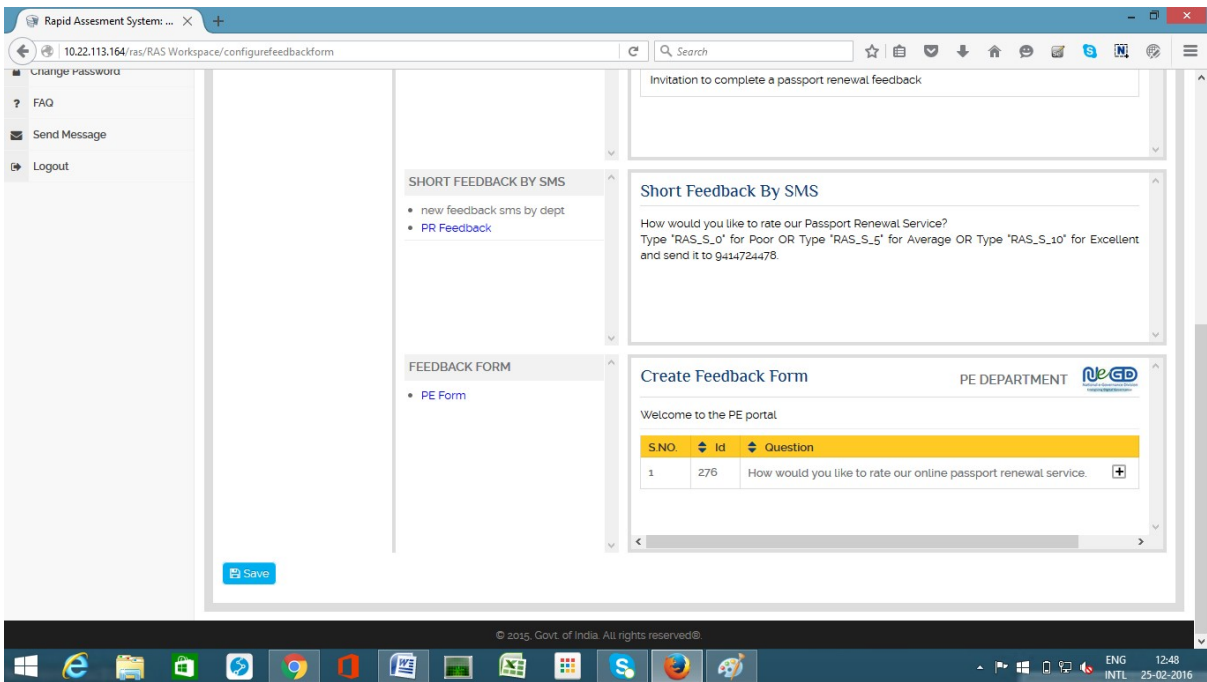 Rapid Assesment System: ...
10.22.113.164/ras/RAS Workspace/configurefeedbackform
Search
Change Password
? FAQ
Send Message
Logout
Invitation to complete a passport renewal feedback
SHORT FEEDBACK BY SMS
• new feedback sms by dept
• PR Feedback
Short Feedback By SMS
How would you like to rate our Passport Renewal Service?
Type "RAS_S_0" for Poor OR Type "RAS_S_5" for Average OR Type "RAS_S_10" for Excellent
and send it to 9414724478.
FEEDBACK FORM
• PE Form
Create Feedback Form
PE DEPARTMENT
NeGD
Welcome to the PE portal
S.NO. Id Question
1 276 How would you like to rate our online passport renewal service.
Save
© 2015, Govt. of India. All rights reserved®.
ENG
INTL
12:48
25-02-2016